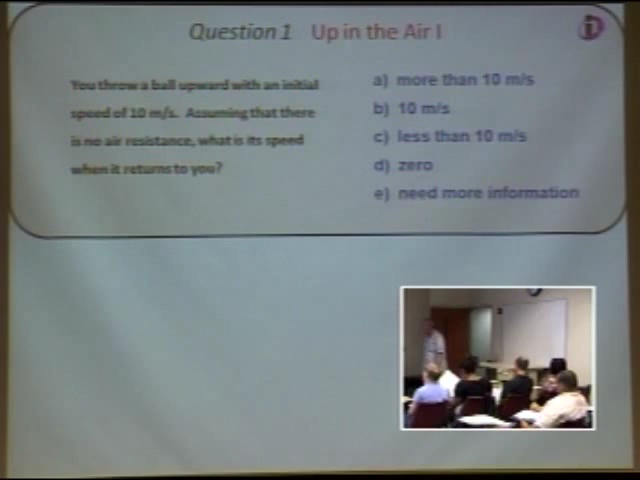 Question 1 Up in the Air I
You throw a ball upward with an initial
speed of 10 m/s. Assuming that there
is no air resistance, what is its speed
when it returns to you?
a) more than 10 m/s
b) 10 m/s
c) less than 10 m/s
d) zero
e) need more information